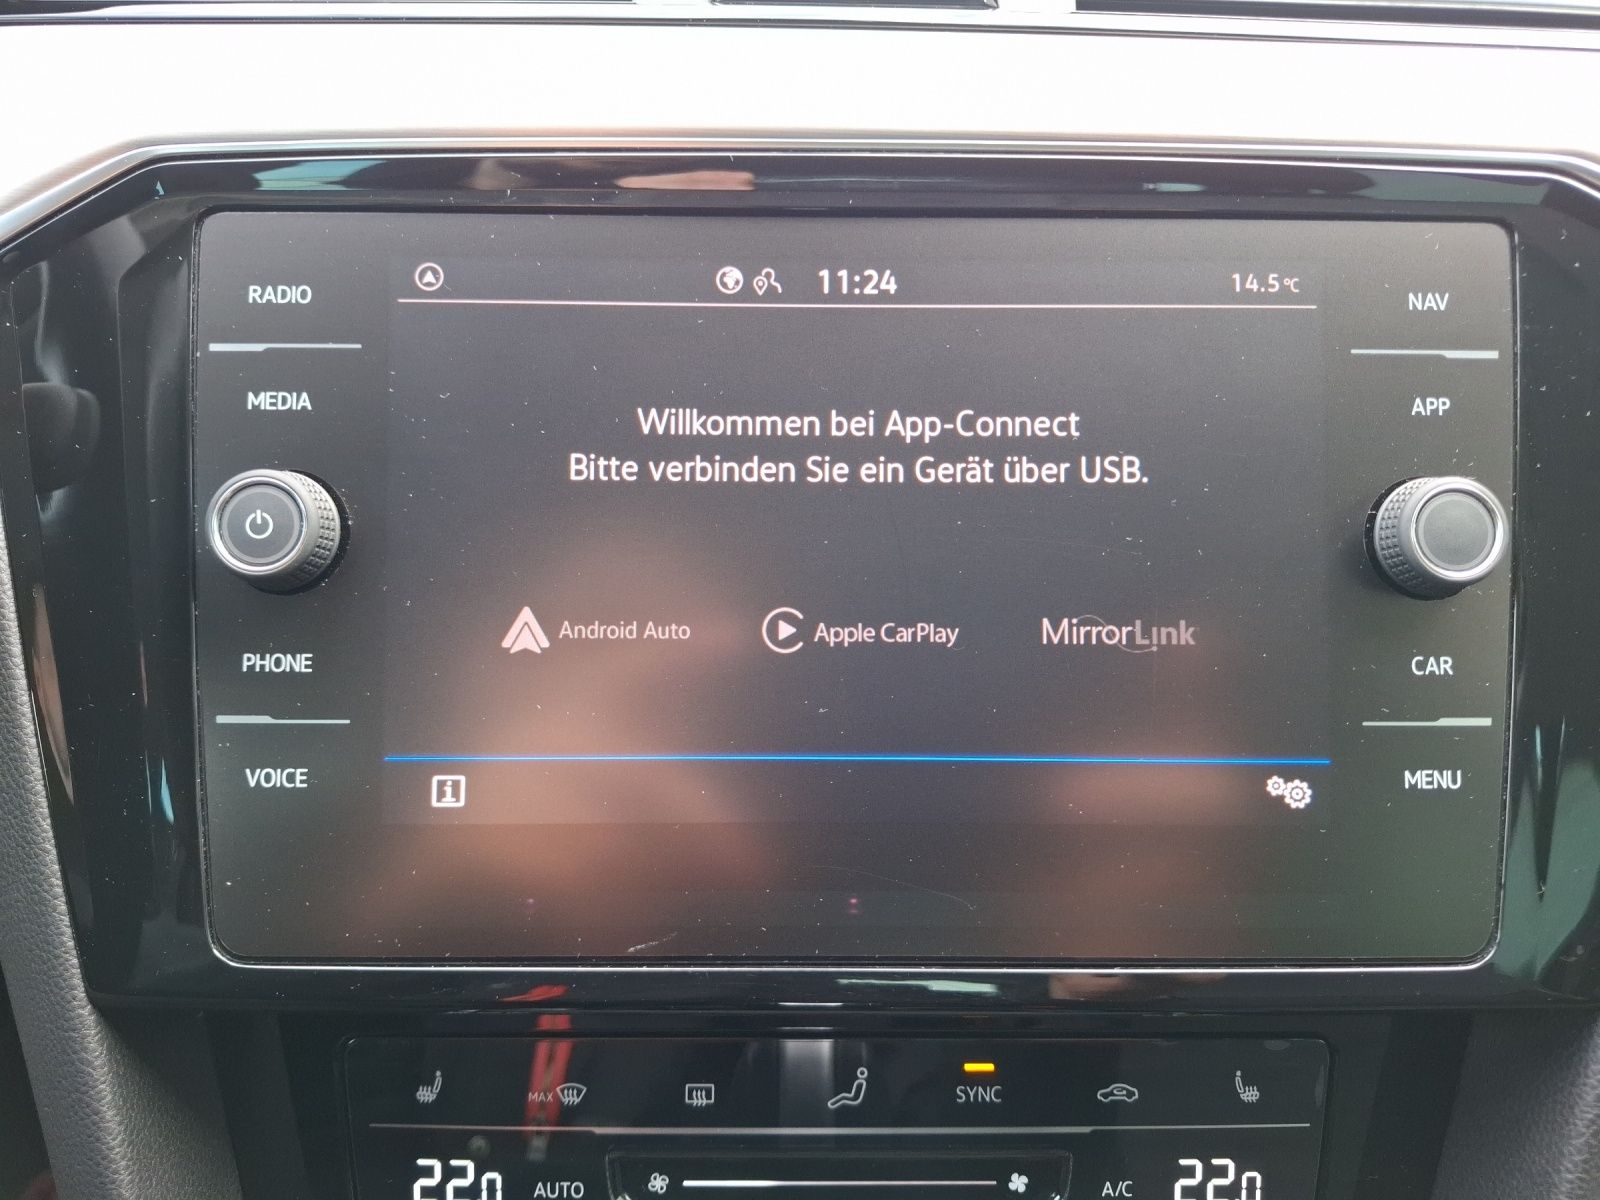 11:24
14.5°C
RADIO
MEDIA
PHONE
VOICE
Willkommen bei App-Connect
Bitte verbinden Sie ein Gerät über USB.
Android Auto
Apple CarPlay
MirrorLink
i
NAV
APP
CAR
MENU
MAX
SYNC
22.0
AUTO
A/C
22.0